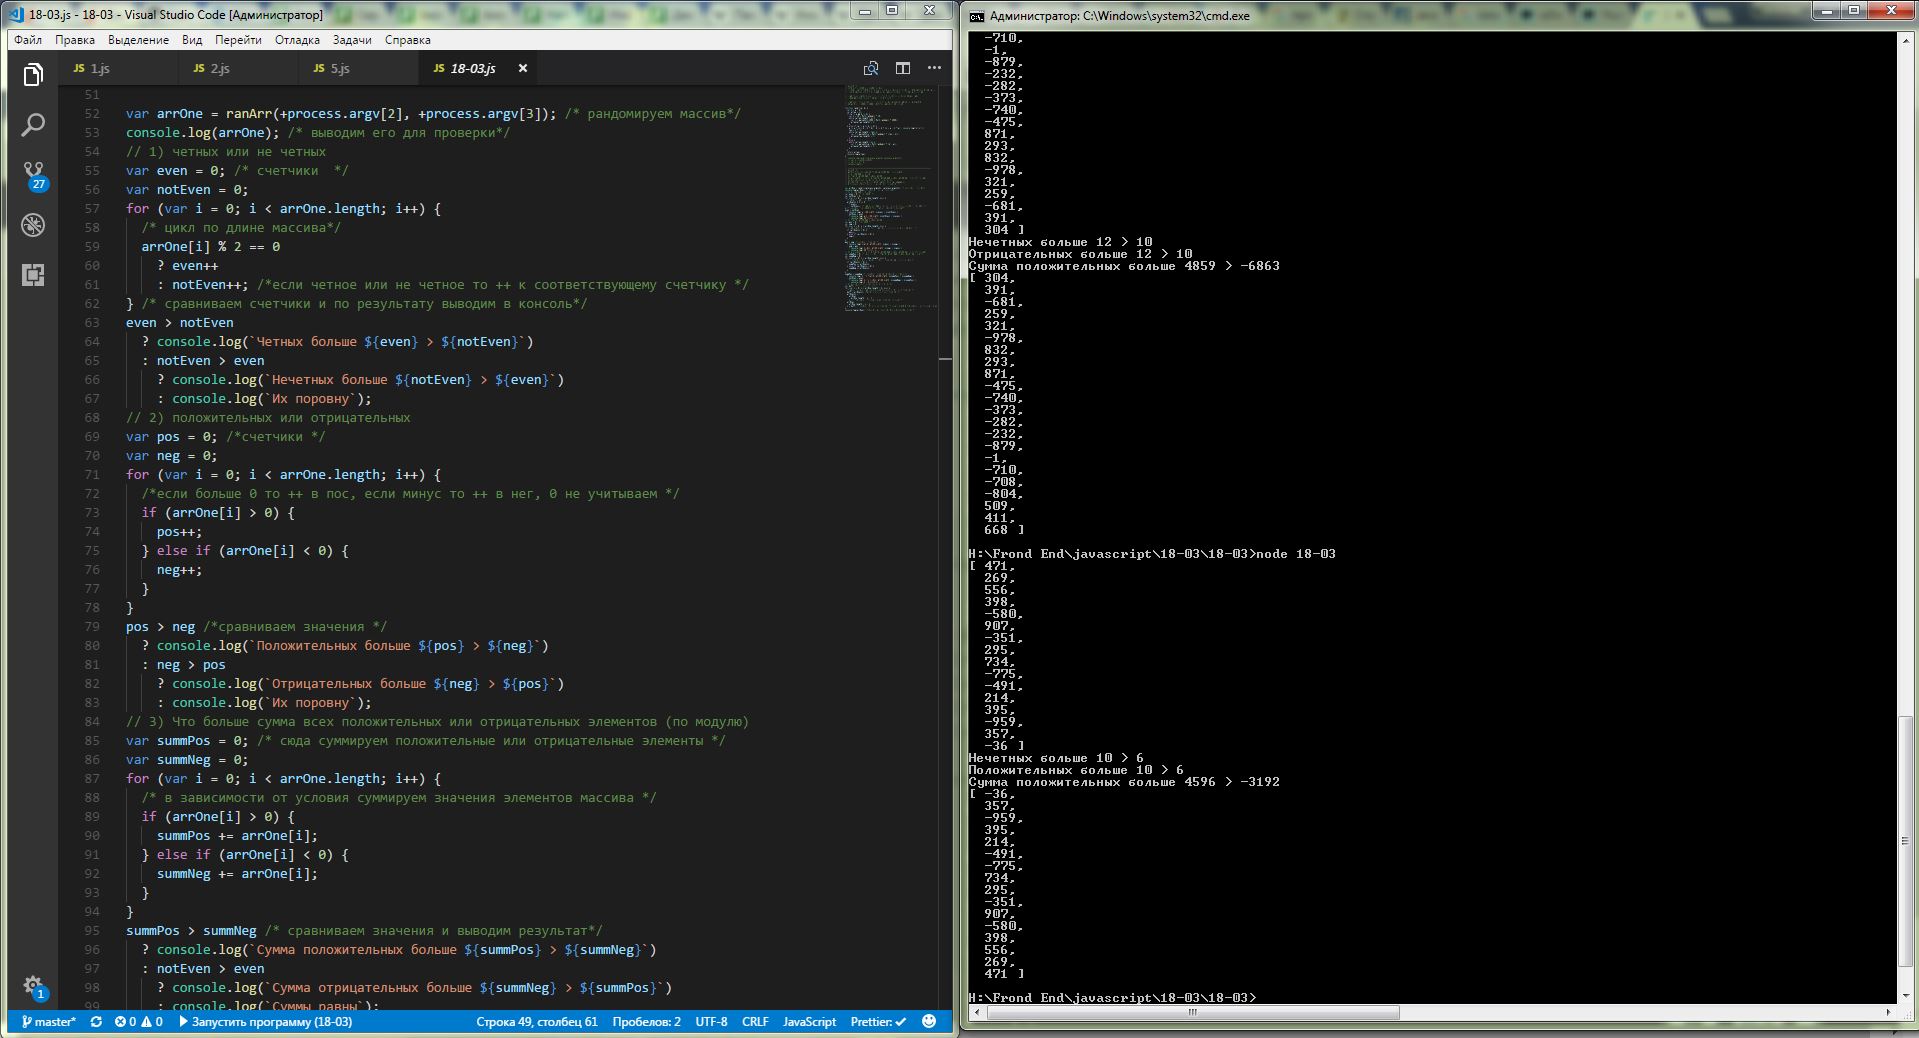 18-03.js - 18-03 - Visual Studio Code [Администратор]
Файл Правка Выделение Вид Перейти Отладка Задачи Справка
JS 1.js JS 2.js JS 5.js JS 18-03.js
51
52 var arrOne = ranArr(+process.argv[2], +process.argv[3]); /* рандомируем массив*/
53 console.log(arrOne); /* выводим его для проверки*/
54 // 1) четных или не четных
55 var even = 0; /* счетчики  */
56 var notEven = 0;
57 for (var i = 0; i < arrOne.length; i++) {
58 /* цикл по длине массива*/
59 arrOne[i] % 2 == 0
60 ? even++
61 : notEven++; /*если четное или не четное то ++ к соответствующему счетчику */
62 } /* сравниваем счетчики и по результату выводим в консоль*/
63 even > notEven
64 ? console.log(`Четных больше ${even} > ${notEven}`)
65 : notEven > even
66 ? console.log(`Нечетных больше ${notEven} > ${even}`)
67 : console.log(`Их поровну`);
68 // 2) положительных или отрицательных
69 var pos = 0; /*счетчики */
70 var neg = 0;
71 for (var i = 0; i < arrOne.length; i++) {
72 /*если больше 0 то ++ в пос, если минус то ++ в нег, 0 не учитываем */
73 if (arrOne[i] > 0) {
74 pos++;
75 } else if (arrOne[i] < 0) {
76 neg++;
77 }
78 }
79 pos > neg /*сравниваем значения */
80 ? console.log(`Положительных больше ${pos} > ${neg}`)
81 : neg > pos
82 ? console.log(`Отрицательных больше ${neg} > ${pos}`)
83 : console.log(`Их поровну`);
84 // 3) Что больше сумма всех положительных или отрицательных элементов (по модулю)
85 var summPos = 0; /* сюда суммируем положительные или отрицательные элементы */
86 var summNeg = 0;
87 for (var i = 0; i < arrOne.length; i++) {
88 /* в зависимости от условия суммируем значения элементов массива */
89 if (arrOne[i] > 0) {
90 summPos += arrOne[i];
91 } else if (arrOne[i] < 0) {
92 summNeg += arrOne[i];
93 }
94 }
95 summPos > summNeg /* сравниваем значения и выводим результат*/
96 ? console.log(`Сумма положительных больше ${summPos} > ${summNeg}`)
97 : notEven > even
98 ? console.log(`Сумма отрицательных больше ${summNeg} > ${summPos}`)
99 : console.log(`Суммы равны`);
27
1
master* 0 0 Запустить программу (18-03) Строка 49, столбец 61 Пробелов: 2 UTF-8 CRLF JavaScript Prettier: ✓
Администратор: C:\Windows\system32\cmd.exe
-710,
-1,
-879,
-232,
-282,
-373,
-740,
-475,
871,
293,
832,
-978,
321,
259,
-681,
391,
304 ]
Нечетных больше 12 > 10
Отрицательных больше 12 > 10
Сумма положительных больше 4859 > -6863
[ 304,
391,
-681,
259,
321,
-978,
832,
293,
871,
-475,
-740,
-373,
-282,
-232,
-879,
-1,
-710,
-708,
-804,
509,
411,
668 ]
H:\Frond End\javascript\18-03\18-03>node 18-03
[ 471,
269,
556,
398,
-580,
907,
-351,
295,
734,
-775,
-491,
214,
395,
-959,
357,
-36 ]
Нечетных больше 10 > 6
Положительных больше 10 > 6
Сумма положительных больше 4596 > -3192
[ -36,
357,
-959,
395,
214,
-491,
-775,
734,
295,
-351,
907,
-580,
398,
556,
269,
471 ]
H:\Frond End\javascript\18-03\18-03>